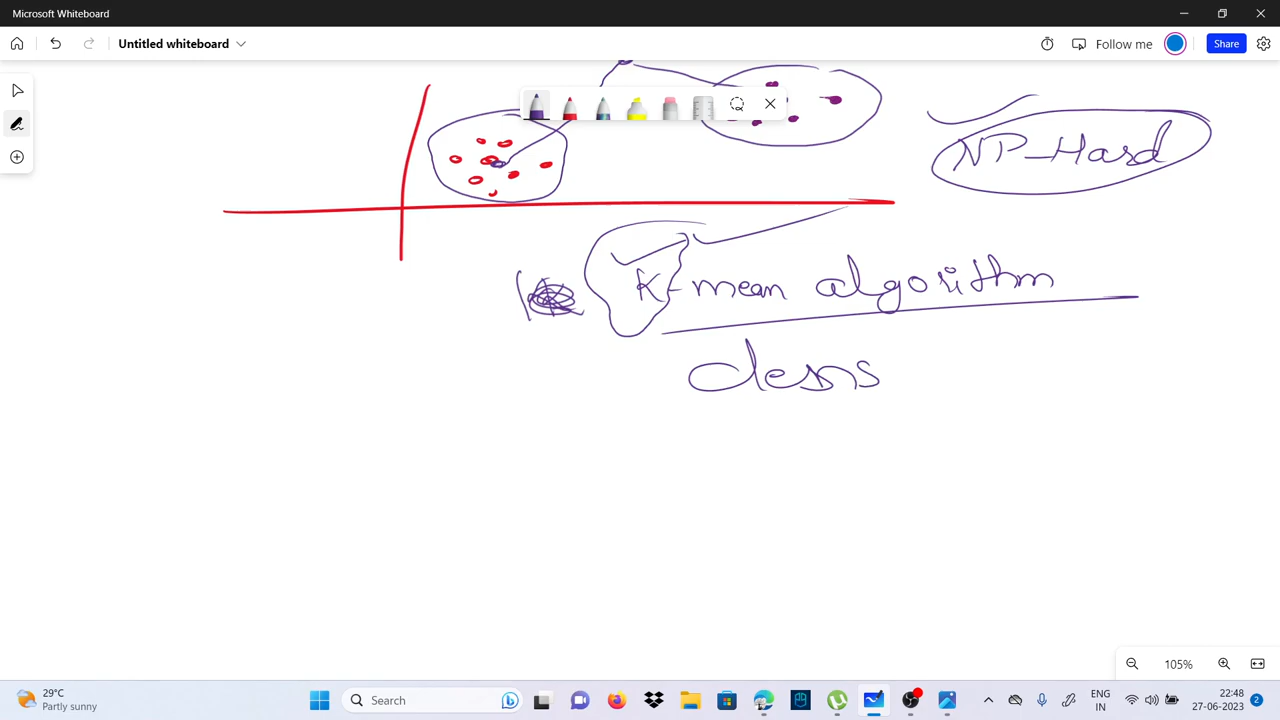 Microsoft Whiteboard
Untitled whiteboard
Follow me
Share
NP-Hard
K-mean algorithm
105%
29°C
Partly sunny
Search
ENG
IN
22:48
27-06-2023
2